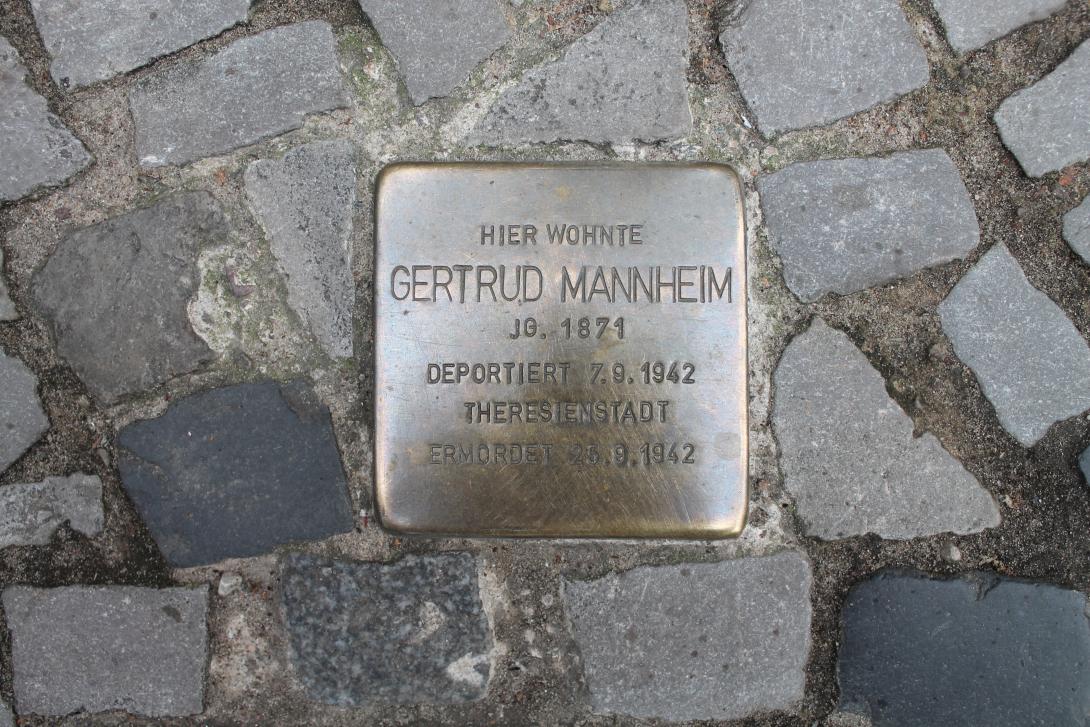 HIER WOHNTE
GERTRUD MANNHEIM
JG. 1871
DEPORTIERT 7.9.1942
THERESIENSTADT
ERMORDET 25.9.1942